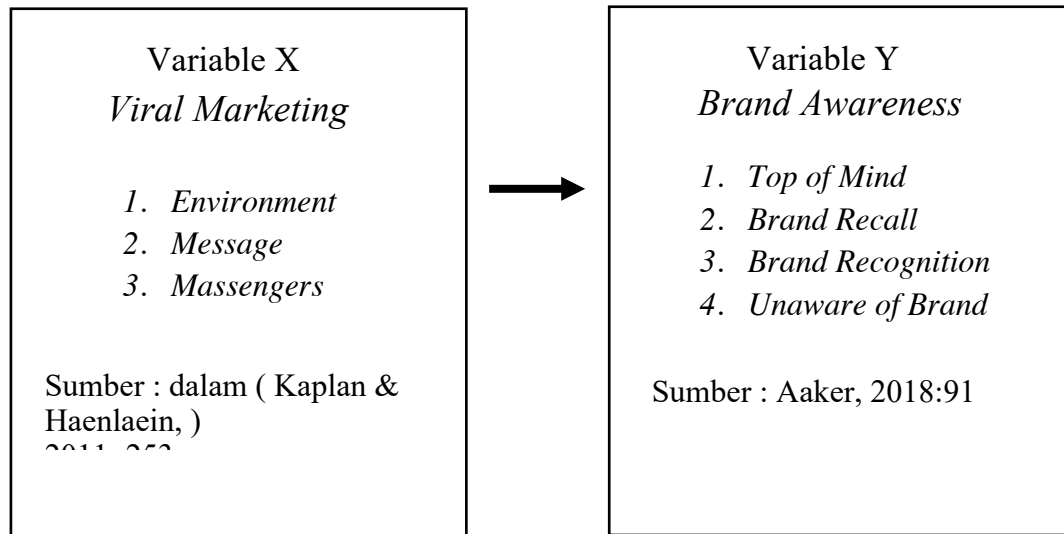 Variable X
Viral Marketing
1. Environment
2. Message
3. Massengers
Sumber : dalam ( Kaplan &
Haenlaein, )
Variable Y
Brand Awareness
1. Top of Mind
2. Brand Recall
3. Brand Recognition
4. Unaware of Brand
Sumber : Aaker, 2018:91